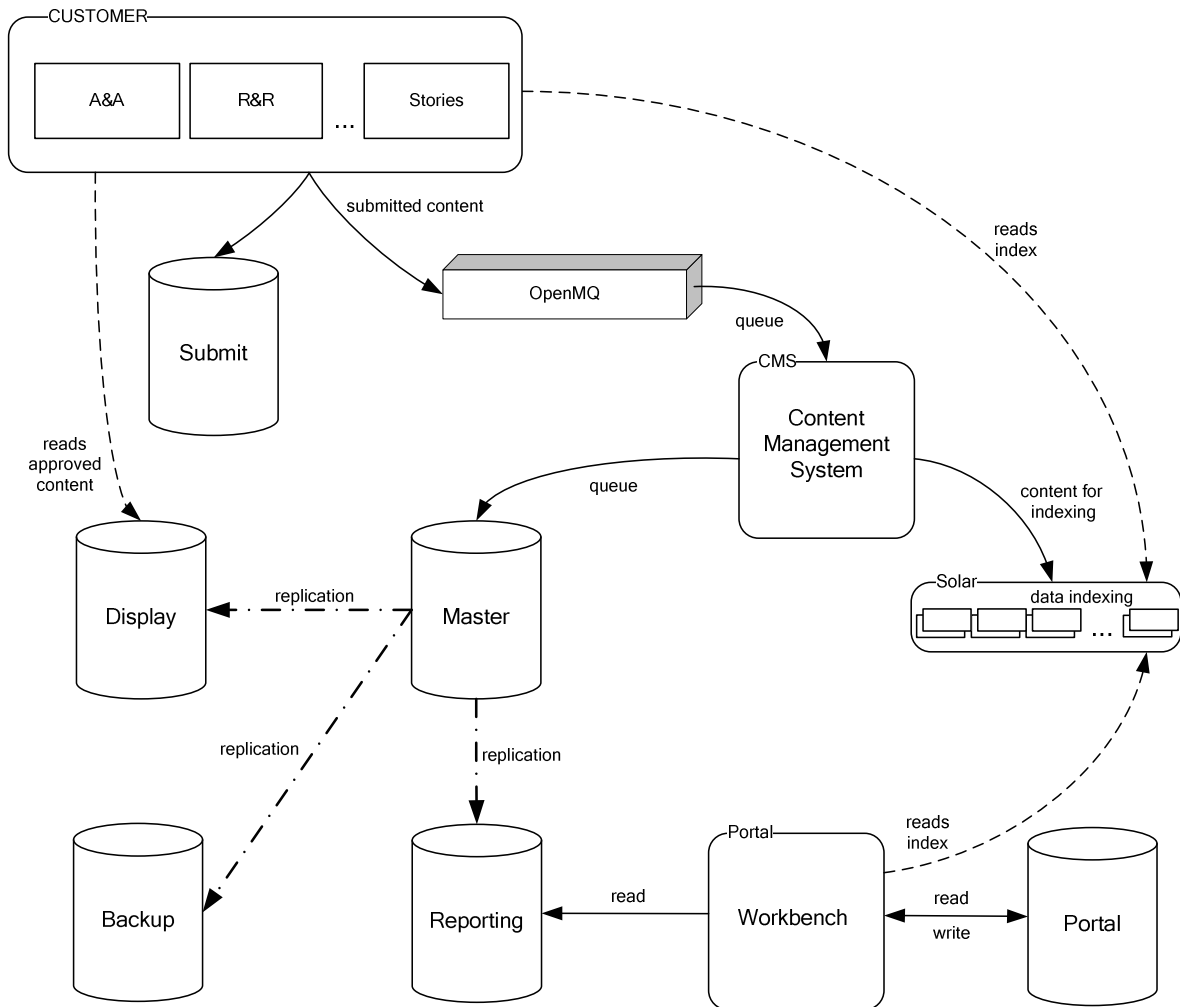 CUSTOMER
A&A
R&R
...
Stories
submitted content
reads
index
OpenMQ
queue
Submit
CMS
Content
Management
System
reads
approved
content
queue
content for
indexing
Solar
data indexing
...
Display
replication
Master
replication
replication
Portal
reads
index
Backup
Reporting
read
Workbench
read
write
Portal